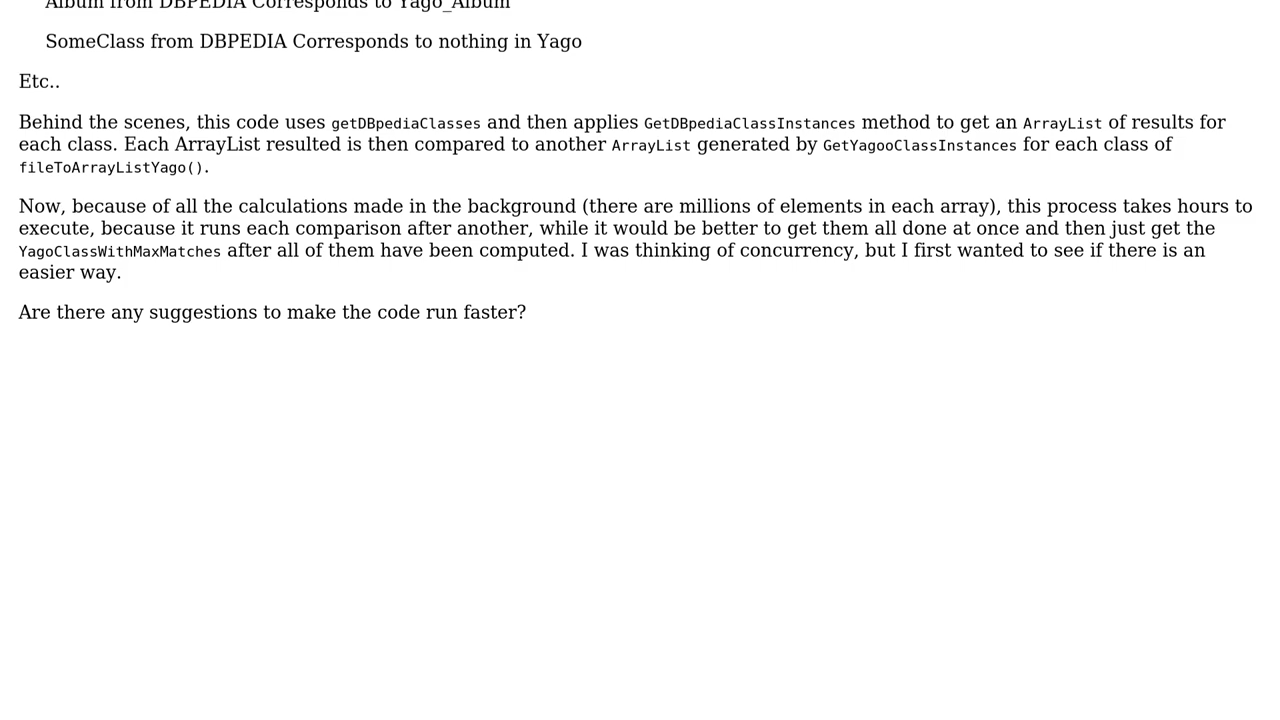 Album from DBPEDIA Corresponds to Yago_Album
SomeClass from DBPEDIA Corresponds to nothing in Yago
Etc..
Behind the scenes, this code uses getDBpediaClasses and then applies GetDBpediaClassInstances method to get an ArrayList of results for
each class. Each ArrayList resulted is then compared to another ArrayList generated by GetYagooClassInstances for each class of
fileToArrayListYago().
Now, because of all the calculations made in the background (there are millions of elements in each array), this process takes hours to
execute, because it runs each comparison after another, while it would be better to get them all done at once and then just get the
YagoClassWithMaxMatches after all of them have been computed. I was thinking of concurrency, but I first wanted to see if there is an
easier way.
Are there any suggestions to make the code run faster?